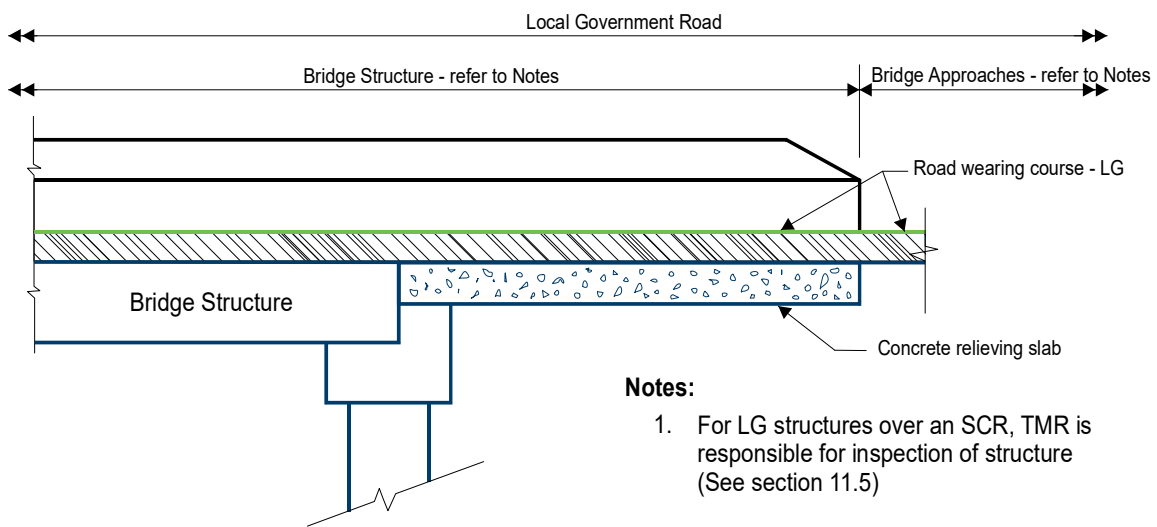 Local Government Road
Bridge Structure - refer to Notes
Bridge Approaches - refer to Notes
Road wearing course - LG
Bridge Structure
Concrete relieving slab
Notes:
1. For LG structures over an SCR, TMR is
responsible for inspection of structure
(See section 11.5)